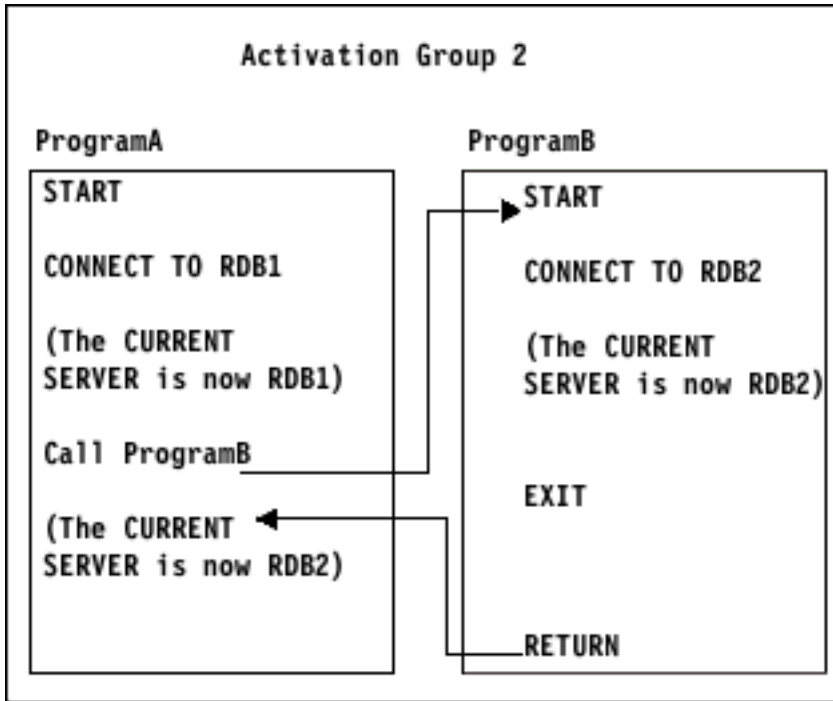 Activation Group 2
ProgramA
START
CONNECT TO RDB1
(The CURRENT
SERVER is now RDB1)
Call ProgramB
(The CURRENT
SERVER is now RDB2)
ProgramB
START
CONNECT TO RDB2
(The CURRENT
SERVER is now RDB2)
EXIT
RETURN